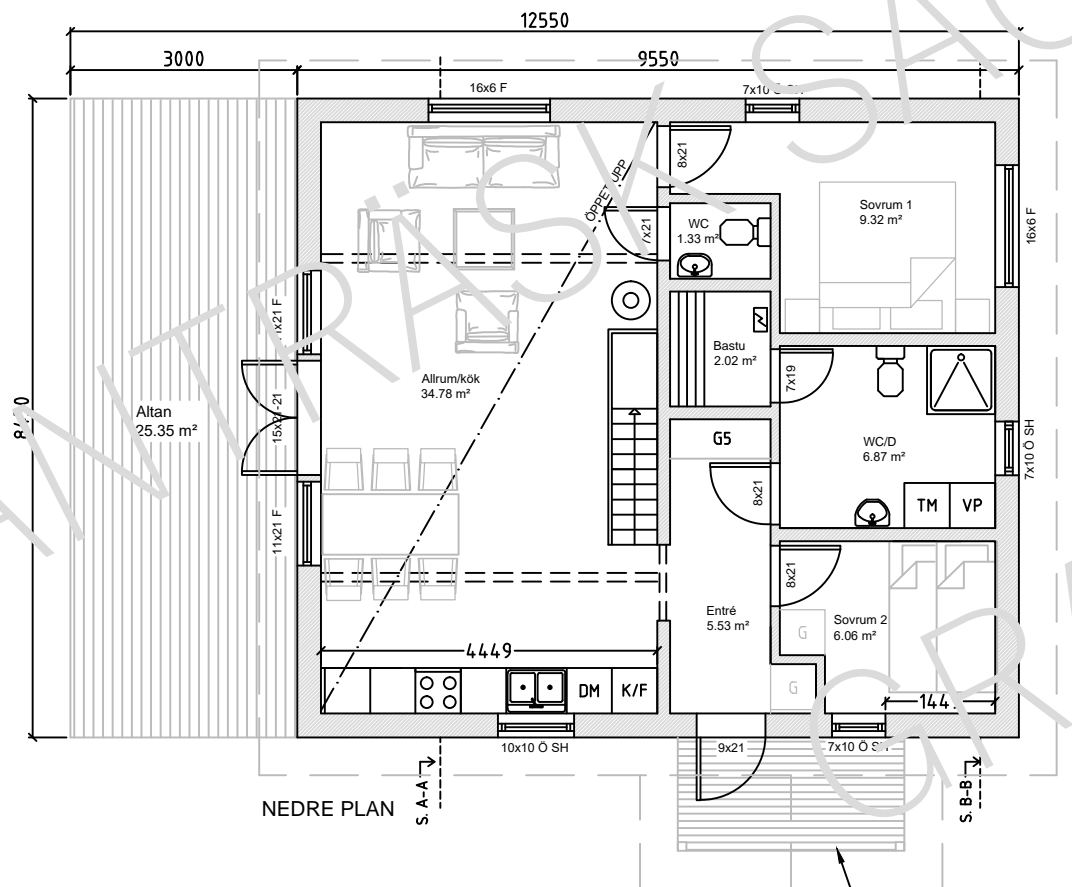 12550
3000
9550
16x6 F
7x10 Ö SH
8x21
ÖPPET UPP
7x21
WC
1.33 m²
Sovrum 1
9.32 m²
16x6 F
11x21 F
Bastu
2.02 m²
7x19
Allrum/kök
34.78 m²
Altan
25.35 m²
15x21-21
G5
WC/D
6.87 m²
7x10 Ö SH
8x21
TM
VP
11x21 F
8x21
Entré
5.53 m²
G
Sovrum 2
6.06 m²
4449
G
DM
K/F
10x10 Ö SH
9x21
7x10 Ö SH
S. A-A
S. B-B
NEDRE PLAN